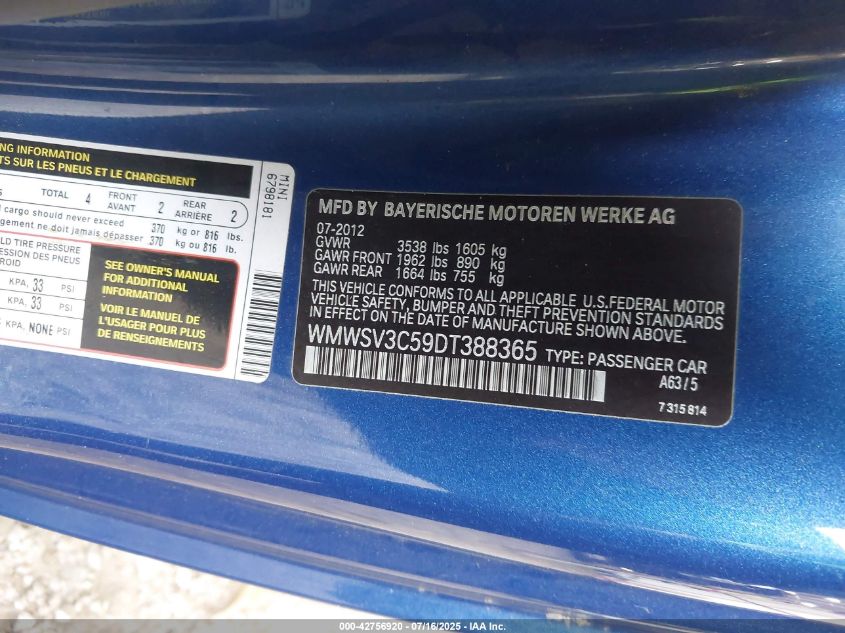 NG INFORMATION
TS SUR LES PNEUS ET LE CHARGEMENT
TOTAL 4 FRONT AVANT 2 REAR ARRIÈRE 2
cargo should never exceed 370 kg or 816 lbs.
gement ne doit jamais dépasser 370 kg ou 816 lb.
LD TIRE PRESSURE
ESSION DES PNEUS
ROID
KPA, 33 PSI
KPA, 33 PSI
KPA, NONE PSI
SEE OWNER'S MANUAL
FOR ADDITIONAL
INFORMATION
VOIR LE MANUEL DE
L'USAGER POUR PLUS
DE RENSEIGNEMENTS
MINI
6798181
MFD BY BAYERISCHE MOTOREN WERKE AG
07-2012
GVWR 3538 lbs 1605 kg
GAWR FRONT 1962 lbs 890 kg
GAWR REAR 1664 lbs 755 kg
THIS VEHICLE CONFORMS TO ALL APPLICABLE U.S.FEDERAL MOTOR
VEHICLE SAFETY, BUMPER AND THEFT PREVENTION STANDARDS
IN EFFECT ON THE DATE OF MANUFACTURE SHOWN ABOVE.
WMWSV3C59DT388365 TYPE: PASSENGER CAR
A63/5
7315814
000-42756920 - 07/16/2025 - IAA Inc.